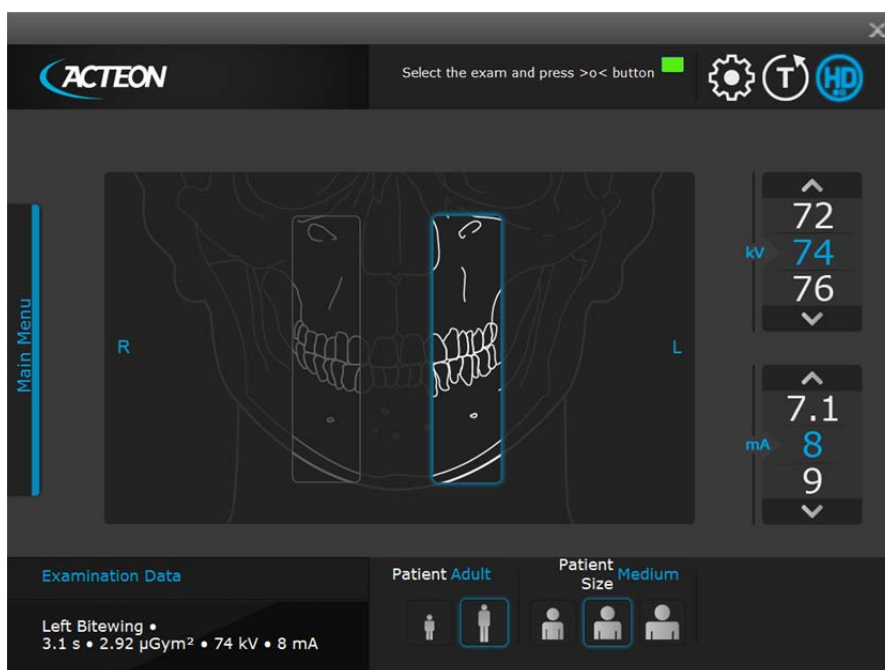 ACTEON
Select the exam and press >o< button
T
HD
72
kV 74
76
Main Menu
R
L
7.1
mA 8
9
Examination Data
Patient Adult
Patient Size Medium
Left Bitewing •
3.1 s • 2.92 µGym² • 74 kV • 8 mA